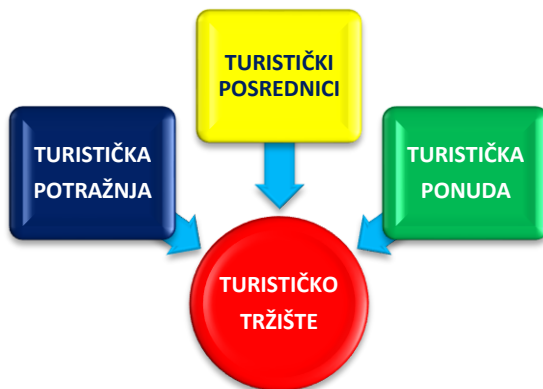 TURISTIČKI
POSREDNICI
TURISTIČKA
POTRAŽNJA
TURISTIČKA
PONUDA
TURISTIČKO
TRŽIŠTE